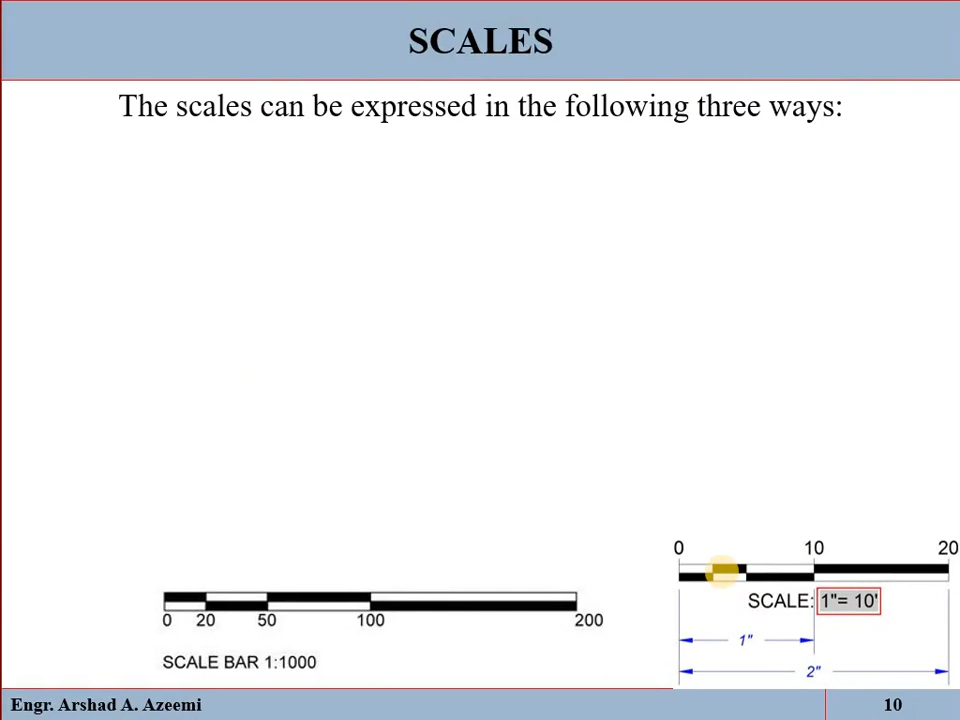 SCALES
The scales can be expressed in the following three ways:
0 10 20
SCALE: 1"= 10'
0 20 50 100 200
1"
SCALE BAR 1:1000
2"
Engr. Arshad A. Azeemi 10